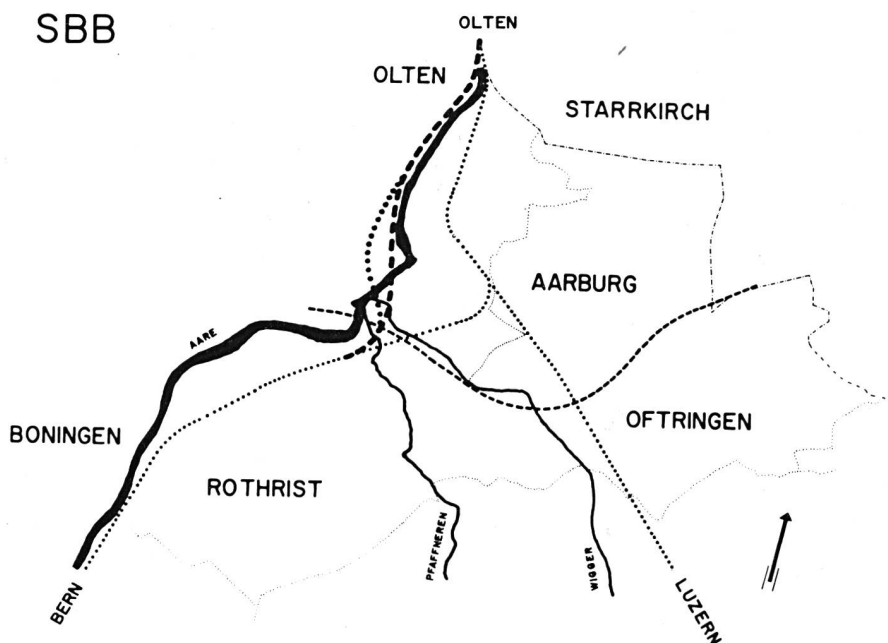 SBB
OLTEN
OLTEN
STARRKIRCH
AARBURG
AARE
BONINGEN
OFTRINGEN
ROTHRIST
PFAFFNEREN
WIGGER
BERN
LUZERN